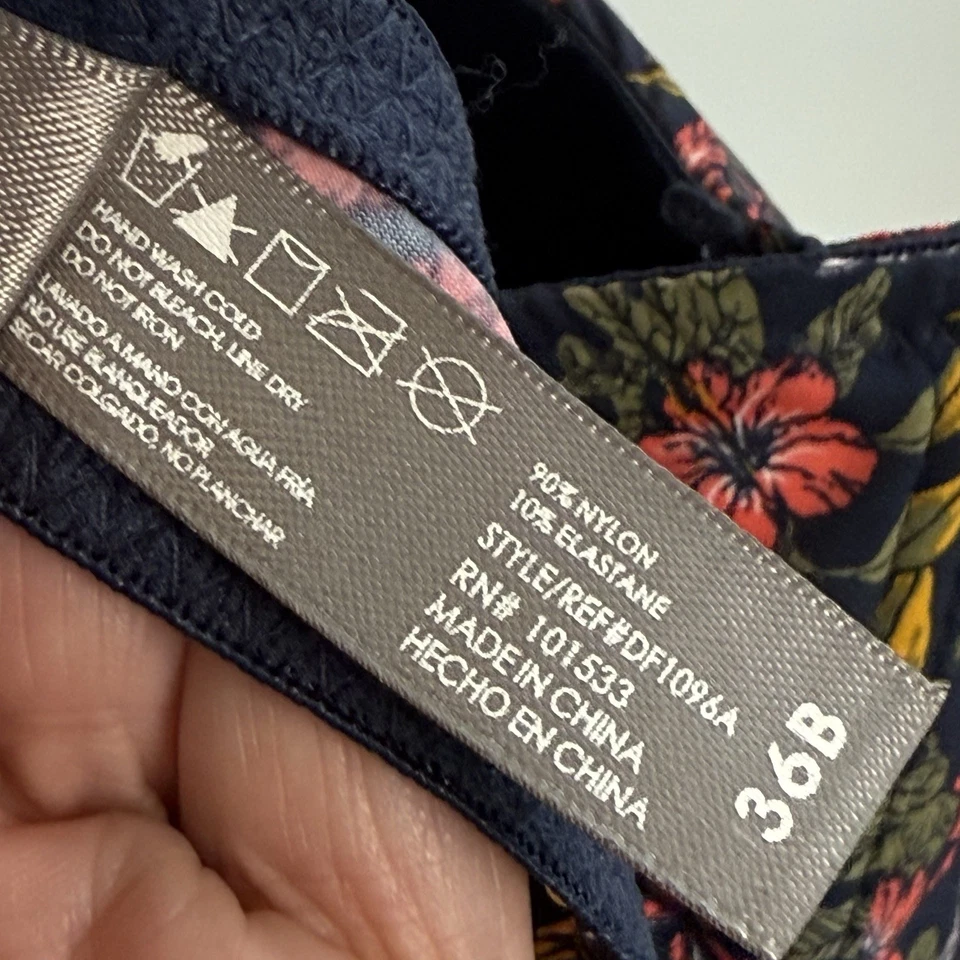 HAND WASH COLD
DO NOT BLEACH, LINE DRY
DO NOT IRON
LAVADO A MANO CON AGUA FRÍA
NO USE BLANQUEADOR
SECAR COLGADO, NO PLANCHAR
90% NYLON
10% ELASTANE
STYLE/REF#DF1096A
RN# 101533
MADE IN CHINA
HECHO EN CHINA
36B